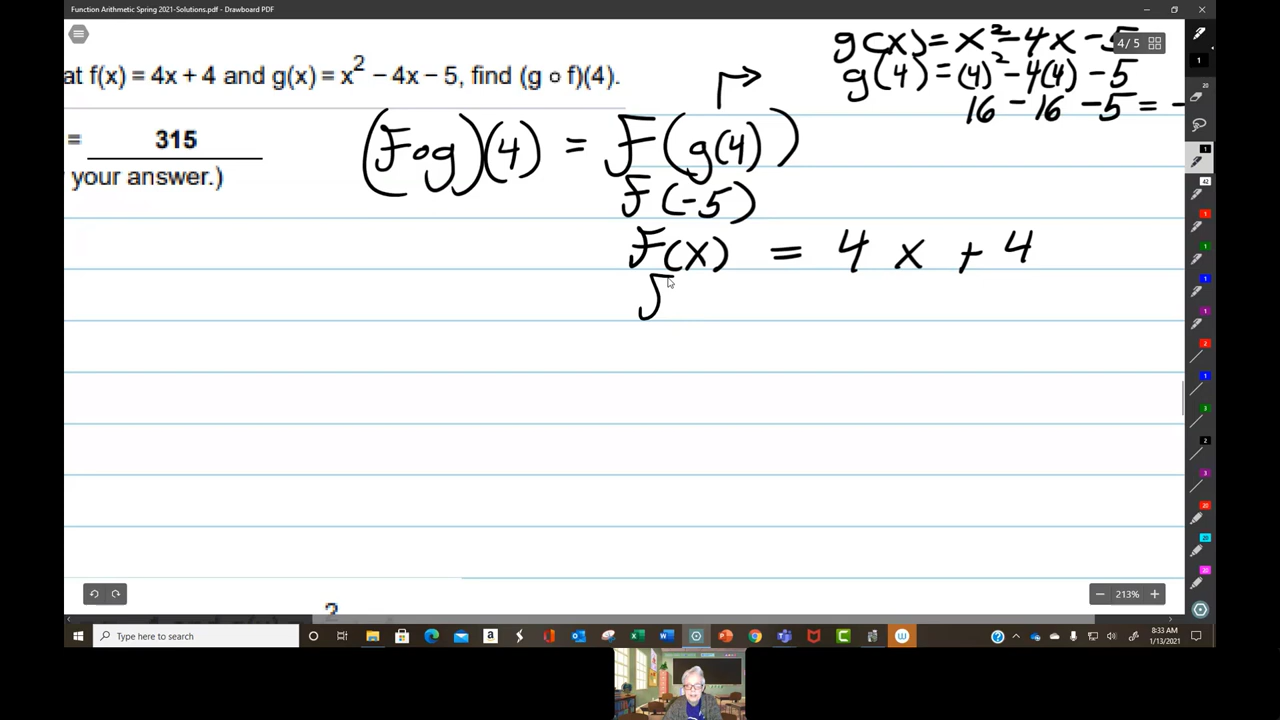 Function Arithmetic Spring 2021-Solutions.pdf - Drawboard PDF
g(x) = x² - 4x - 5
4/5
at f(x) = 4x + 4 and g(x) = x² − 4x − 5, find (g ∘ f)(4).
g(4) = (4)² - 4(4) - 5
16 - 16 - 5 = -
= 315
(F∘g)(4) = F(g(4))
your answer.)
F(-5)
F(x) = 4x + 4
F
2
213%
Type here to search
8:33 AM
1/13/2021